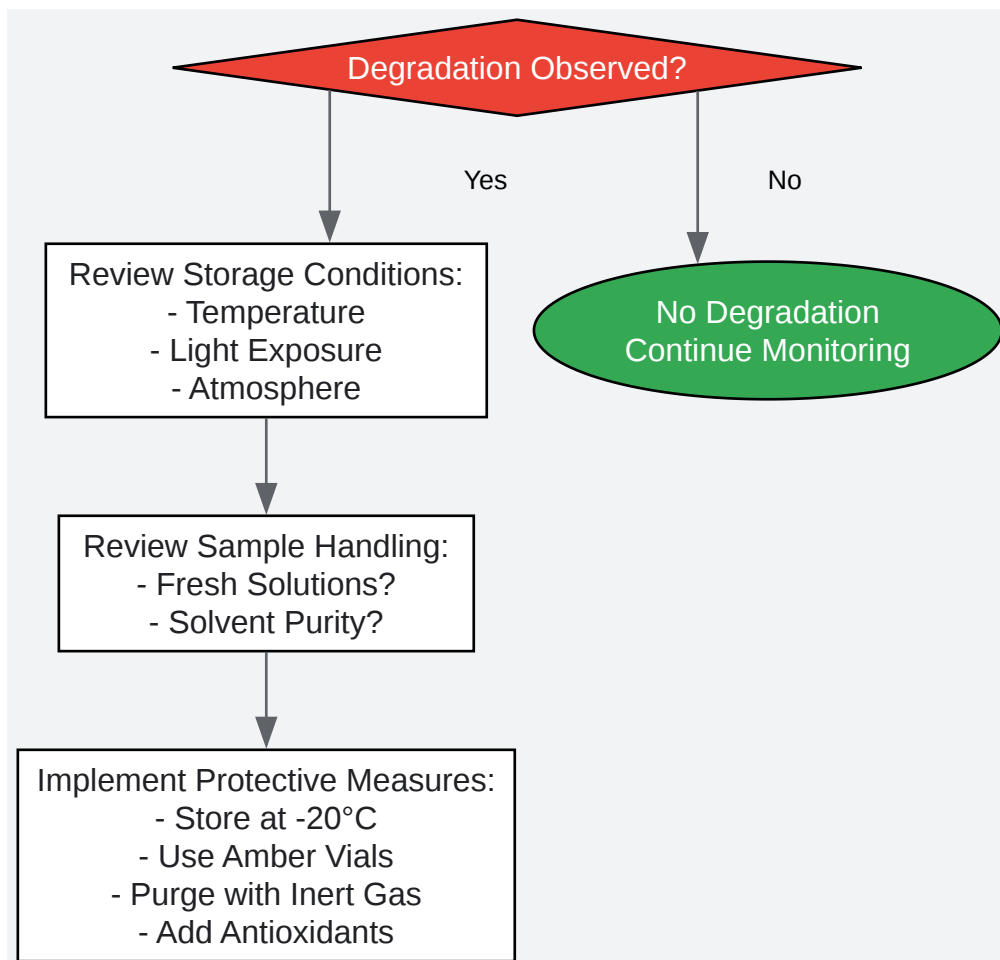 Degradation Observed?
Yes
No
Review Storage Conditions:
- Temperature
- Light Exposure
- Atmosphere
No Degradation
Continue Monitoring
Review Sample Handling:
- Fresh Solutions?
- Solvent Purity?
Implement Protective Measures:
- Store at -20°C
- Use Amber Vials
- Purge with Inert Gas
- Add Antioxidants